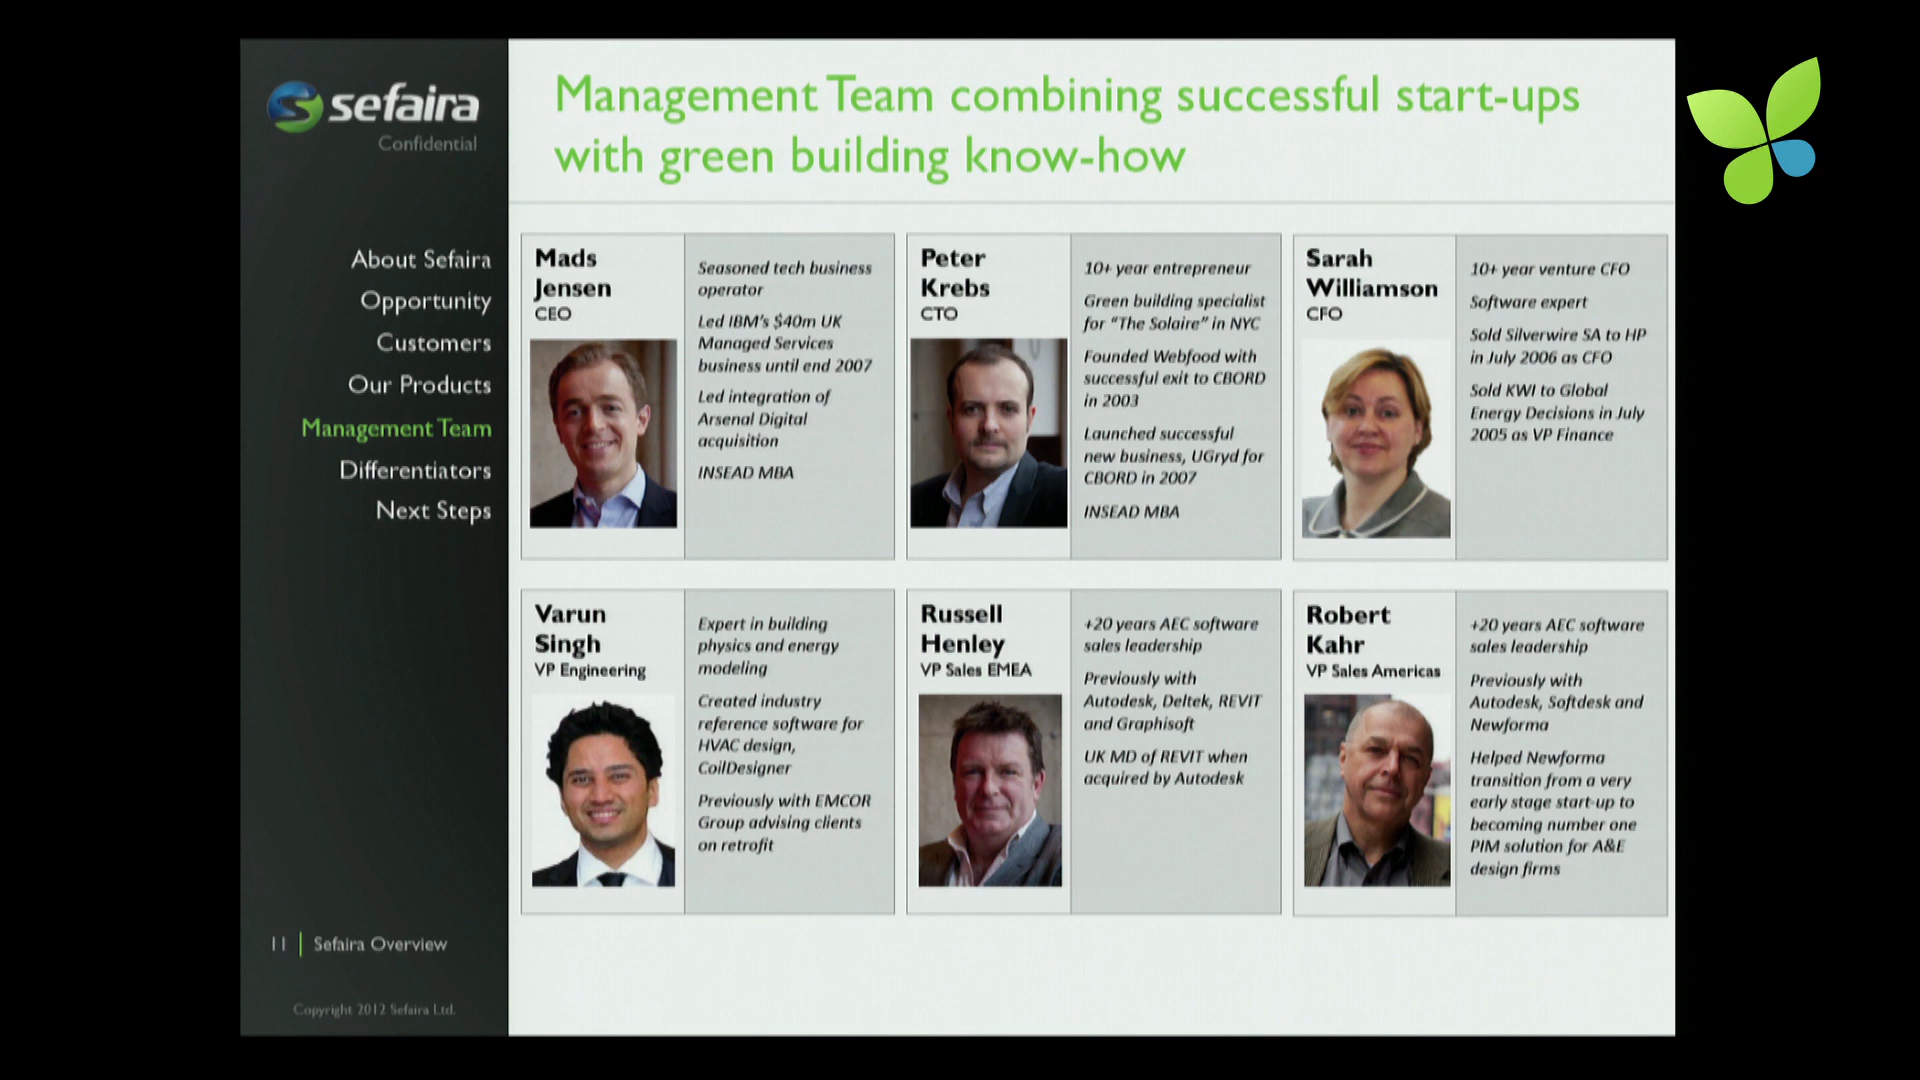 sefaira
Confidential
About Sefaira
Opportunity
Customers
Our Products
Management Team
Differentiators
Next Steps
11 | Sefaira Overview
Copyright 2012 Sefaira Ltd.
Management Team combining successful start-ups
with green building know-how
Mads
Jensen
CEO
Seasoned tech business
operator
Led IBM's $40m UK
Managed Services
business until end 2007
Led integration of
Arsenal Digital
acquisition
INSEAD MBA
Peter
Krebs
CTO
10+ year entrepreneur
Green building specialist
for "The Solaire" in NYC
Founded Webfood with
successful exit to CBORD
in 2003
Launched successful
new business, UGryd for
CBORD in 2007
INSEAD MBA
Sarah
Williamson
CFO
10+ year venture CFO
Software expert
Sold Silverwire SA to HP
in July 2006 as CFO
Sold KWI to Global
Energy Decisions in July
2005 as VP Finance
Varun
Singh
VP Engineering
Expert in building
physics and energy
modeling
Created industry
reference software for
HVAC design,
CoilDesigner
Previously with EMCOR
Group advising clients
on retrofit
Russell
Henley
VP Sales EMEA
+20 years AEC software
sales leadership
Previously with
Autodesk, Deltek, REVIT
and Graphisoft
UK MD of REVIT when
acquired by Autodesk
Robert
Kahr
VP Sales Americas
+20 years AEC software
sales leadership
Previously with
Autodesk, Softdesk and
Newforma
Helped Newforma
transition from a very
early stage start-up to
becoming number one
PIM solution for A&E
design firms